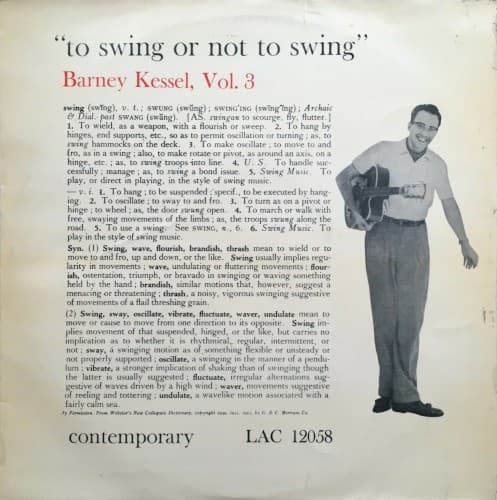 “to swing or not to swing”
Barney Kessel, Vol. 3
swing (swĭng), v. t.; SWUNG (swŭng); SWING'ING (swĭng'ĭng); Archaic
& Dial. past SWANG (swăng). [AS. swingan to scourge, fly, flutter.]
1. To wield, as a weapon, with a flourish or sweep. 2. To hang by
hinges, end supports, etc., so as to permit oscillation or turning; as, to
swing hammocks on the deck. 3. To make oscillate; to move to and
fro, as in a swing; also, to make rotate or pivot, as around an axis, on a
hinge, etc.; as, to swing troops into line. 4. U. S. To handle suc-
cessfully; manage; as, to swing a bond issue. 5. Swing Music. To
play, or direct in playing, in the style of swing music.
— v. i. 1. To hang; to be suspended; specif., to be executed by hang-
ing. 2. To oscillate; to sway to and fro. 3. To turn as on a pivot or
hinge; to wheel; as, the door swung open. 4. To march or walk with
free, swaying movements of the limbs; as, the troops swung along the
road. 5. To use a swing. See SWING, n., 6. 6. Swing Music. To
play in the style of swing music.
Syn. (1) Swing, wave, flourish, brandish, thrash mean to wield or to
move to and fro, up and down, or the like. Swing usually implies regu-
larity in movements; wave, undulating or fluttering movements; flour-
ish, ostentation, triumph, or bravado in swinging or waving something
held by the hand; brandish, similar motions that, however, suggest a
menacing or threatening; thrash, a noisy, vigorous swinging suggestive
of movements of a flail threshing grain.
(2) Swing, sway, oscillate, vibrate, fluctuate, waver, undulate mean to
move or cause to move from one direction to its opposite. Swing im-
plies movement of that suspended, hinged, or the like, but carries no
implication as to whether it is rhythmical, regular, intermittent, or
not; sway, a swinging motion as of something flexible or unsteady or
not properly supported; oscillate, a swinging in the manner of a pendu-
lum; vibrate, a stronger implication of shaking than of swinging though
the latter is usually suggested; fluctuate, irregular alternations sug-
gestive of waves driven by a high wind; waver, movements suggestive
of reeling and tottering; undulate, a wavelike motion associated with a
fairly calm sea.
by Permission. From Webster's New Collegiate Dictionary, copyright 1949, 1951, 1953 by G. & C. Merriam Co.
contemporary LAC 12058